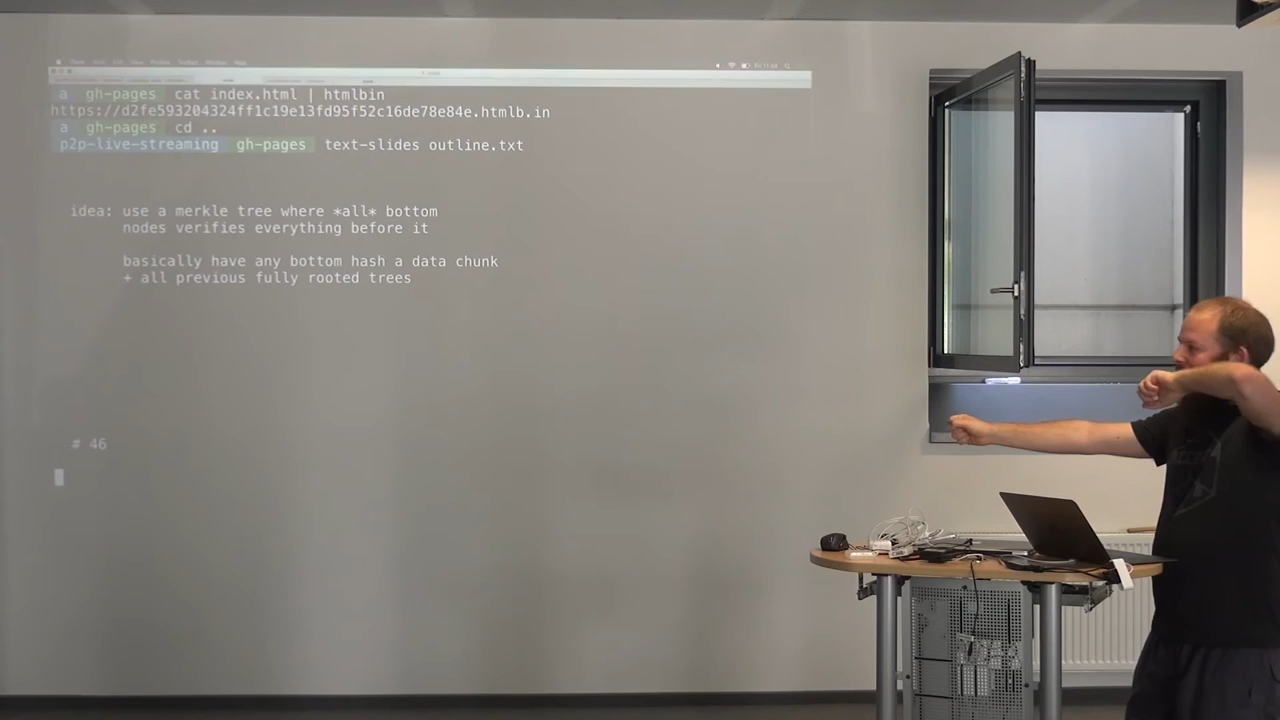 a gh-pages cat index.html | htmlbin
https://d2fe593204324ff1c19e13fd95f52c16de78e84e.htmlb.in
a gh-pages cd ..
p2p-live-streaming gh-pages text-slides outline.txt
idea: use a merkle tree where *all* bottom
nodes verifies everything before it
basically have any bottom hash a data chunk
+ all previous fully rooted trees
# 46